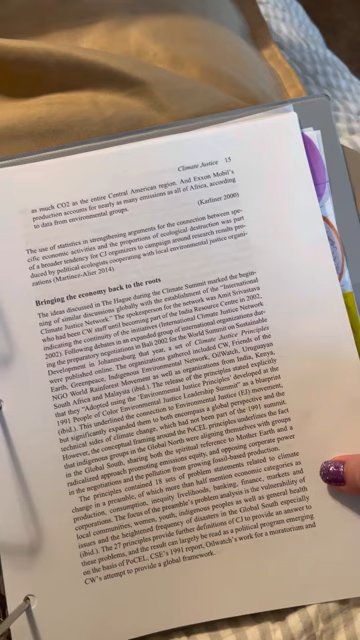 Climate Justice 15
as much CO2 as the entire Central American region. And Exxon Mobil's
production accounts for nearly as many emissions as all of Africa, according
to data from environmental groups.
(Karliner 2000)
The use of statistics in strengthening arguments for the connection between spe-
cific economic activities and the proportions of ecological destruction was part
of a broader tendency for CJ organizers to campaign around research results pro-
duced by political ecologists cooperating with local environmental justice organi-
zations (Martinez-Alier 2014).
Bringing the economy back to the roots
The ideas discussed in The Hague during the Climate Summit marked the begin-
ning of similar discussions globally with the establishment of the "International
Climate Justice Network." The spokesperson for the network was Amit Srivastava
who had been CW staff until becoming part of the India Resource Centre in 2002,
indicating the continuity of the initiatives (International Climate Justice Network
2002). Following debates in an expanded group of international organizations dur-
ing the preparatory negotiations in Bali 2002 for the World Summit on Sustainable
Development in Johannesburg that year, a set of Climate Justice Principles
were published online. The organizations gathered included CW, Friends of the
Earth, Greenpeace, Indigenous Environmental Network, OilWatch, Uruguayan
NGO World Rainforest Movement as well as organizations from India, Kenya,
South Africa and Malaysia (ibid.). The release of the principles stated explicitly
that they "Adopted using the 'Environmental Justice Principles' developed at the
1991 People of Color Environmental Justice Leadership Summit" as a blueprint
(ibid.). This underlined the connection to Environmental Justice (EJ) movement,
but significantly expanded them to both encompass a global perspective and the
technical sides of climate change, which had not been part of the 1991 summit.
However, the conceptual framing around the PoCEL principles underlines the fact
that indigenous groups in the Global North were aligning themselves with groups
in the Global South, sharing both the spiritual reference to Mother Earth and a
radicalized approach promoting emissions equity, and opposing corporate power
in the negotiations and the pollution from growing fossil-based production.
The principles contained 18 sets of problem statements related to climate
change in a preamble, of which more than half mention economic categories as
production, consumption, unequal livelihoods, banking, finance, markets and
corporations. The focus of the preamble's problem analysis is the vulnerability of
local communities, women, youth, indigenous peoples as well as general health
issues and the heightened frequency of disasters in the Global South especially
(ibid.). The 27 principles provide further definitions of CJ to provide an answer to
these problems, and the result can largely be read as a political program emerging
on the basis of PoCEL, CSE's 1991 report, Oilwatch's work for a moratorium and
CW's attempt to provide a global framework.